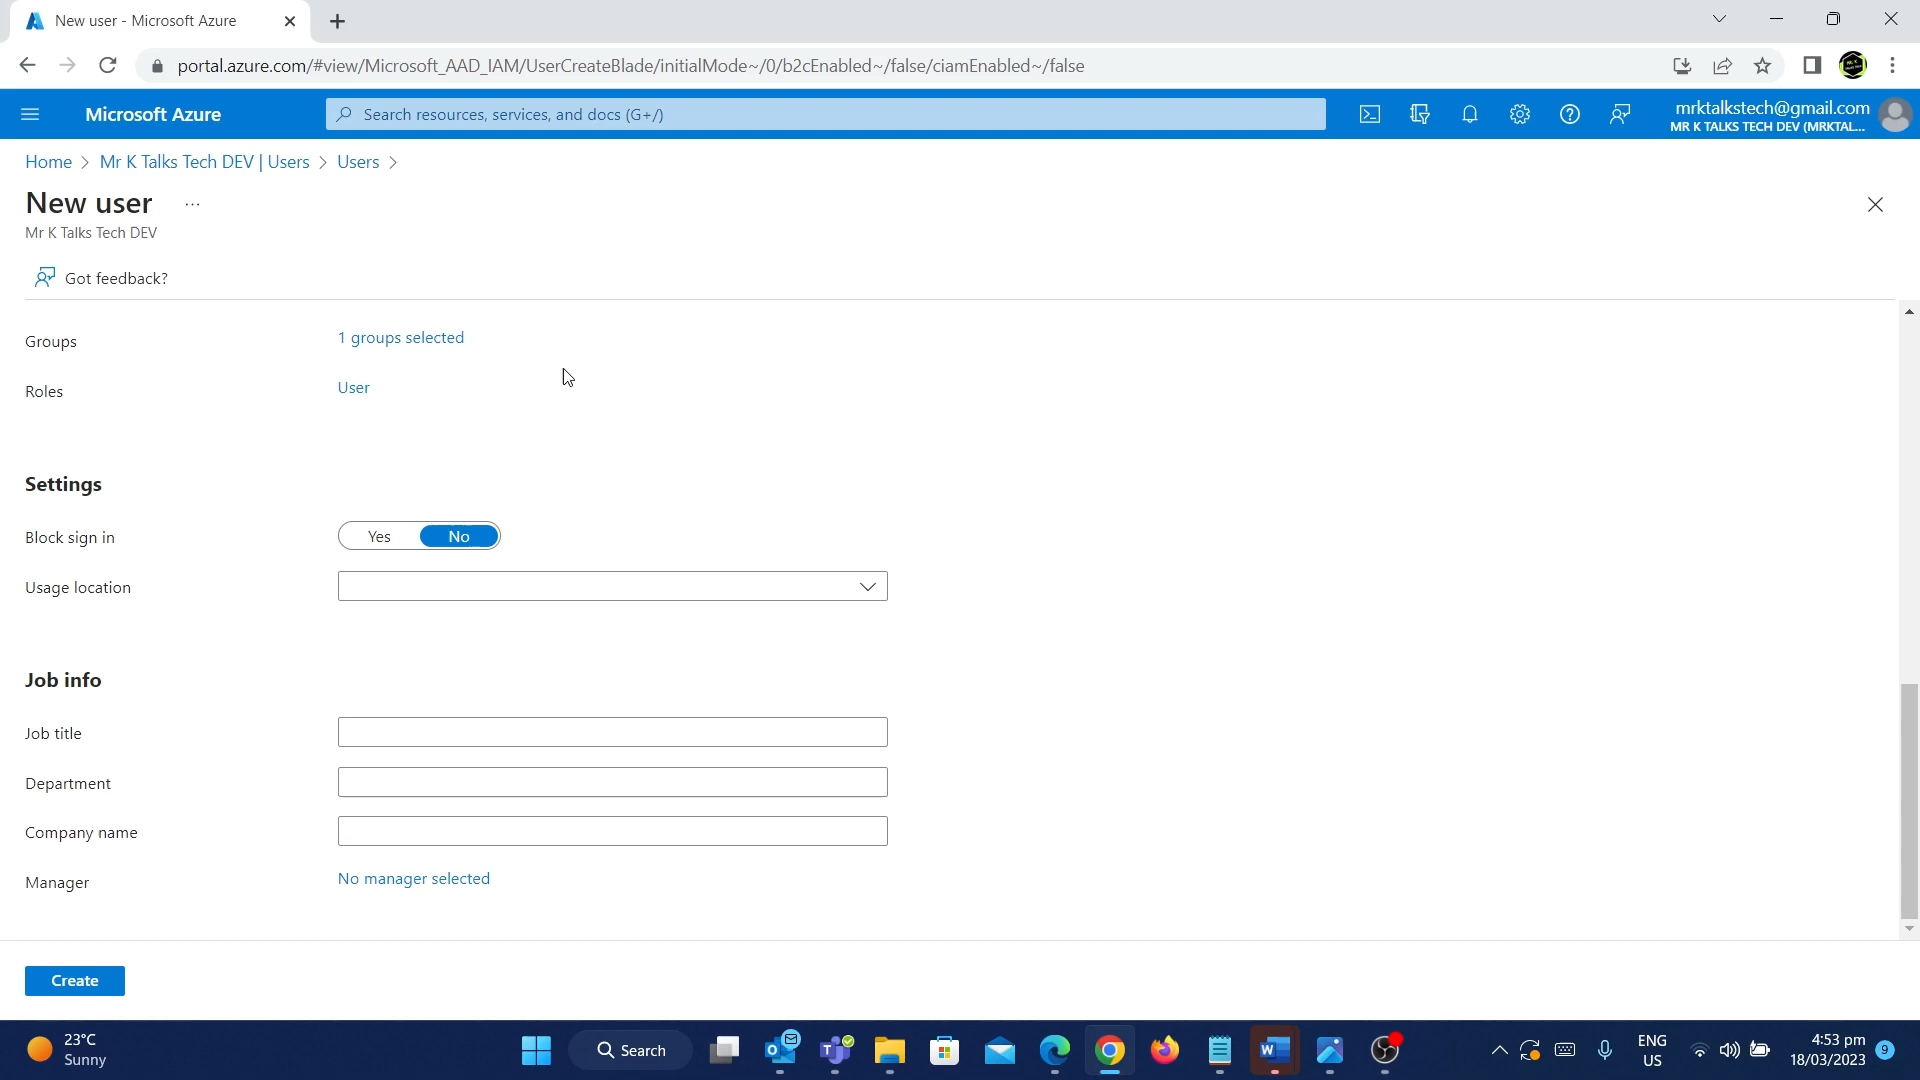 New user - Microsoft Azure
portal.azure.com/#view/Microsoft_AAD_IAM/UserCreateBlade/initialMode~/0/b2cEnabled~/false/ciamEnabled~/false
Microsoft Azure
Search resources, services, and docs (G+/)
mrktalkstech@gmail.com
MR K TALKS TECH DEV (MRKTAL...
Home > Mr K Talks Tech DEV | Users > Users >
New user ...
Mr K Talks Tech DEV
Got feedback?
Groups
1 groups selected
Roles
User
Settings
Block sign in
Yes No
Usage location
Job info
Job title
Department
Company name
Manager
No manager selected
Create
23°C
Sunny
Search
ENG
US
4:53 pm
18/03/2023
9